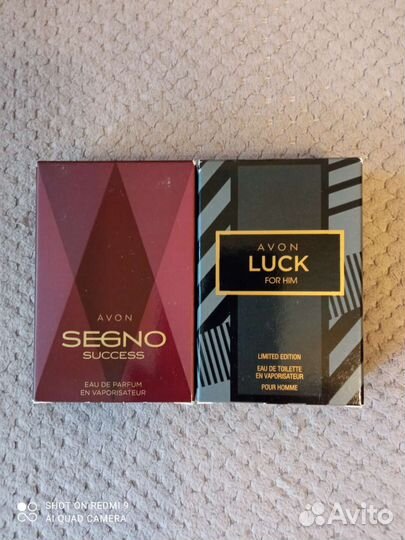 AVON
SEGNO
SUCCESS
EAU DE PARFUM
EN VAPORISATEUR
AVON
LUCK
FOR HIM
LIMITED EDITION
EAU DE TOILETTE
EN VAPORISATEUR
POUR HOMME
SHOT ON REDMI 9
AI QUAD CAMERA
Avito